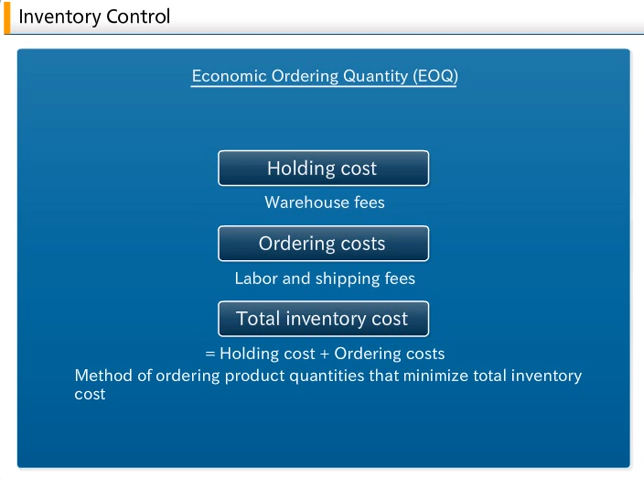 Inventory Control
Economic Ordering Quantity (EOQ)
Holding cost
Warehouse fees
Ordering costs
Labor and shipping fees
Total inventory cost
= Holding cost + Ordering costs
Method of ordering product quantities that minimize total inventory
cost